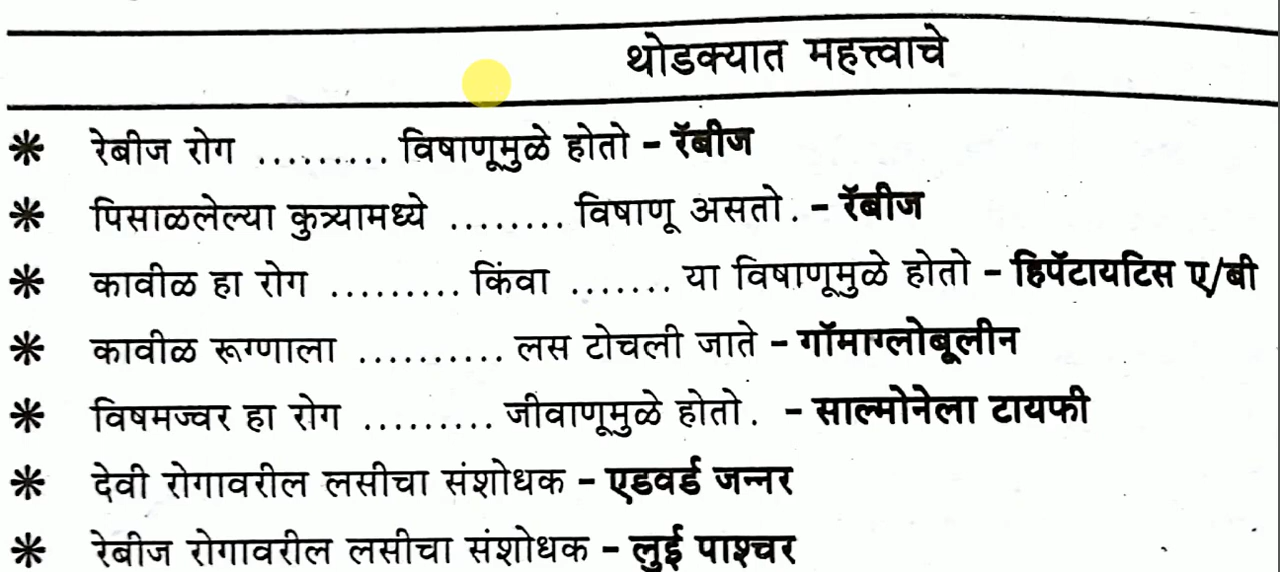 थोडक्यात महत्त्वाचे
* रेबीज रोग ......... विषाणूमुळे होतो - रॅबीज
* पिसाळलेल्या कुत्र्यामध्ये ........ विषाणू असतो. - रॅबीज
* कावीळ हा रोग ......... किंवा ....... या विषाणूमुळे होतो - हिपॅटायटिस ए/बी
* कावीळ रूग्णाला .......... लस टोचली जाते - गॉमाग्लोबूलीन
* विषमज्वर हा रोग ......... जीवाणूमुळे होतो. - साल्मोनेला टायफी
* देवी रोगावरील लसीचा संशोधक - एडवर्ड जन्नर
* रेबीज रोगावरील लसीचा संशोधक - लुई पाश्चर